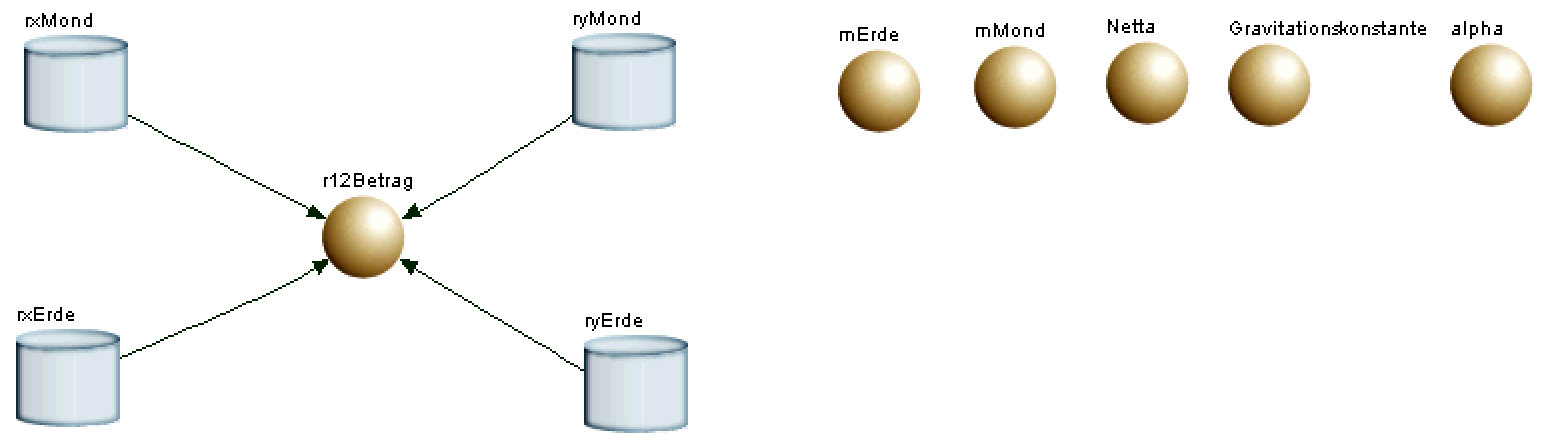 rxMond
ryMond
mErde
mMond
Netta
Gravitationskonstante
alpha
r12Betrag
rxErde
ryErde